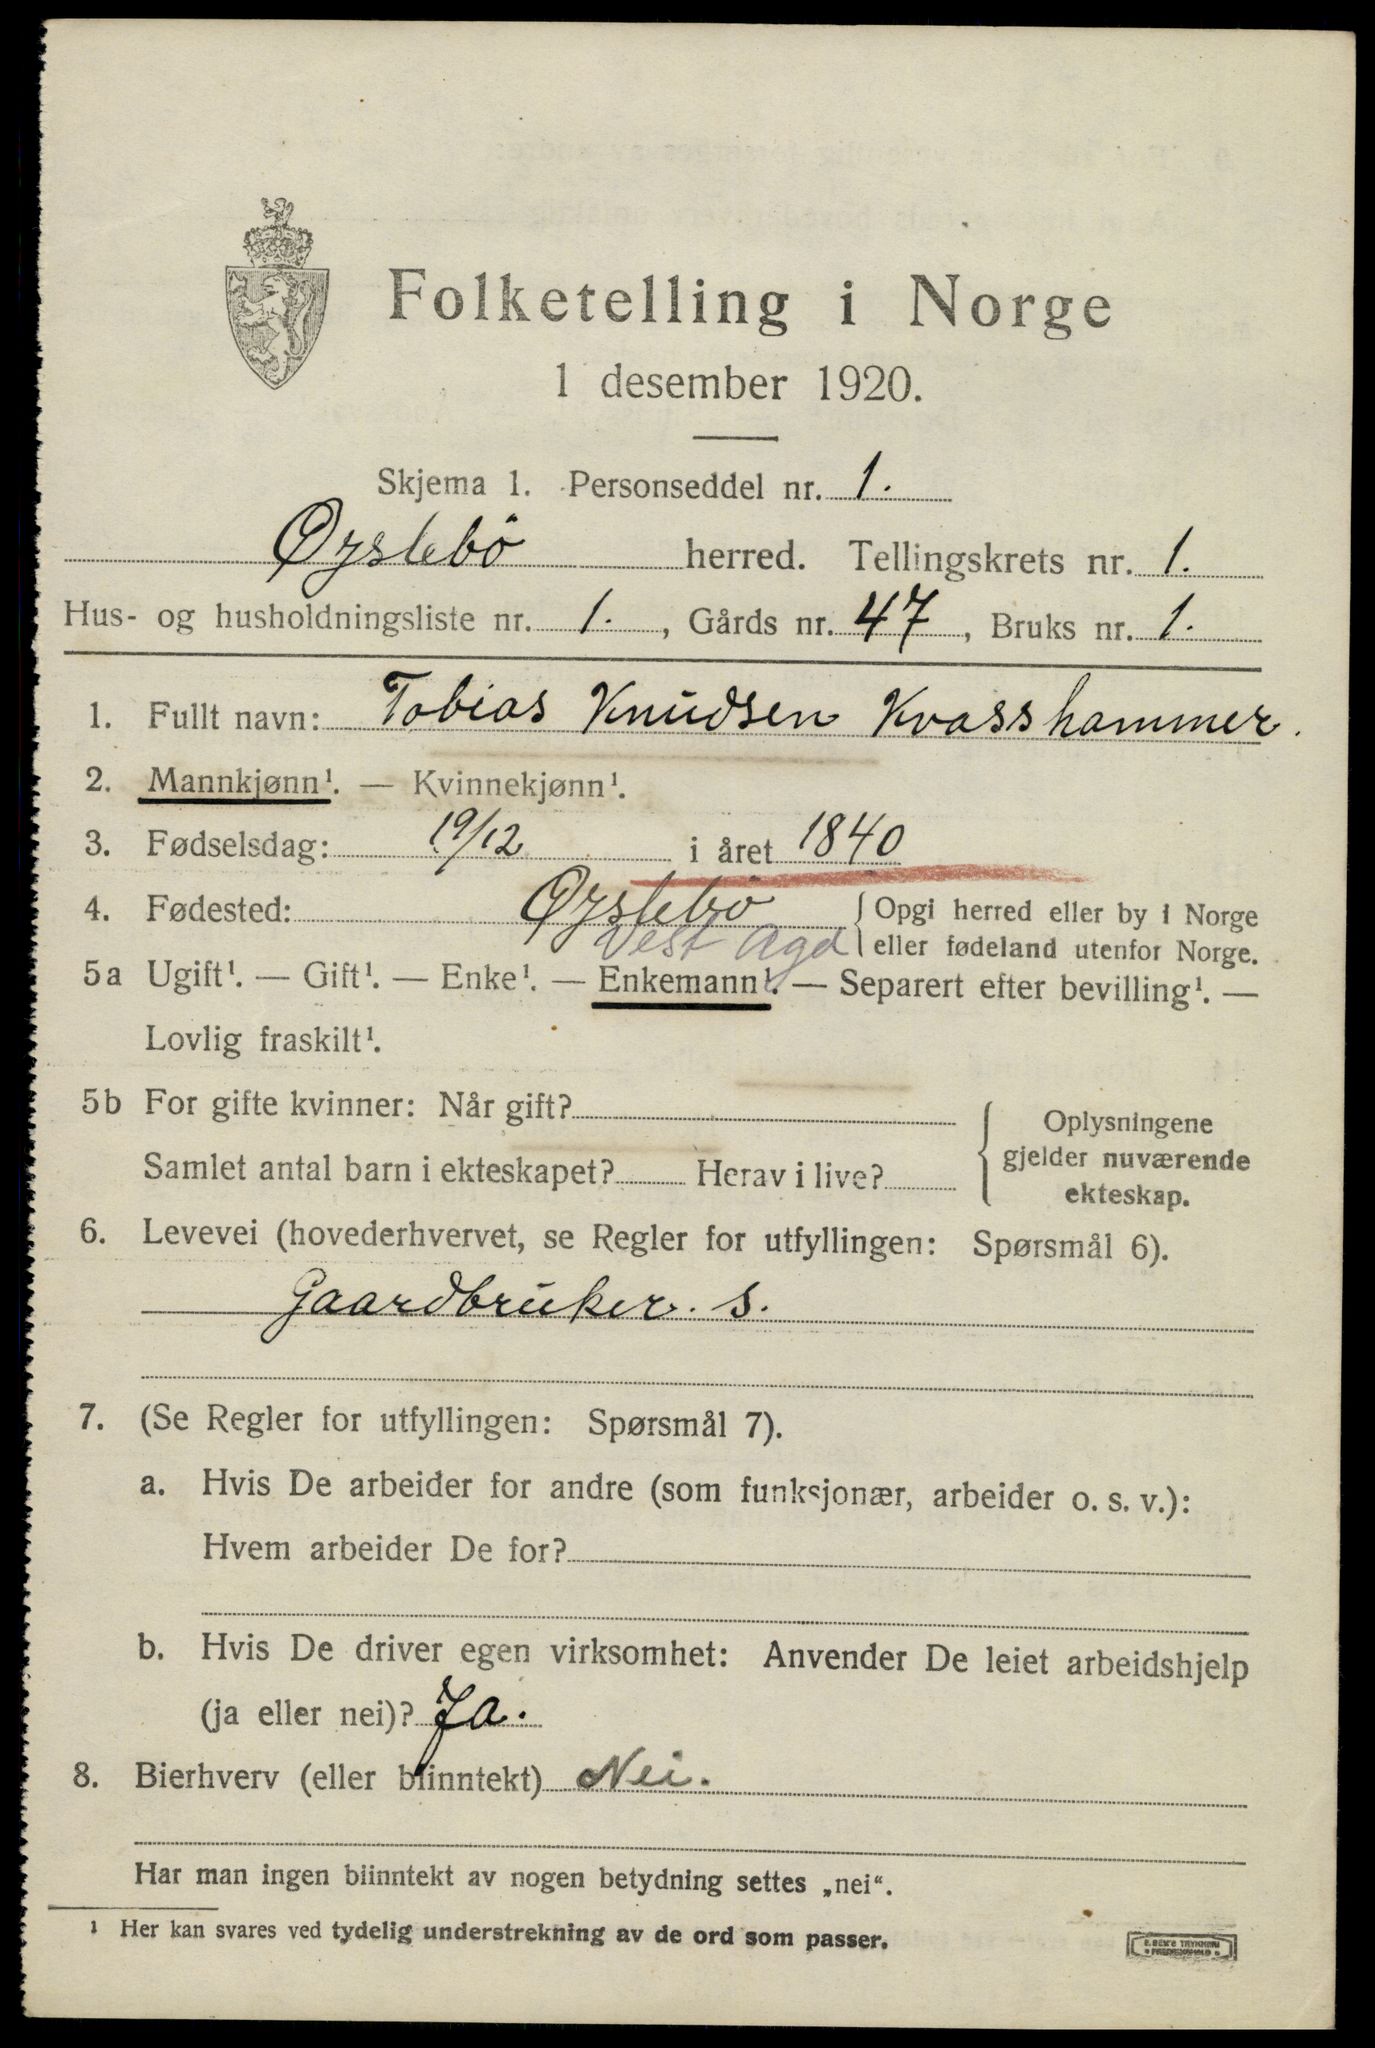 Folketelling i Norge
1 desember 1920.
Skjema 1. Personseddel nr. 1.
Øyslebö herred. Tellingskrets nr. 1.
Hus- og husholdningsliste nr. 1. , Gårds nr. 47 , Bruks nr. 1.
1. Fullt navn: Tobias Knudsen Kvasshammer.
2. Mannkjønn¹. — Kvinnekjønn¹.
3. Fødselsdag: 19/12 i året 1840
4. Fødested: Øyslebö { Opgi herred eller by i Norge
Vest Agd eller fødeland utenfor Norge.
5a Ugift¹. — Gift¹. — Enke¹. — Enkemann¹. — Separert efter bevilling¹. —
Lovlig fraskilt¹.
5b For gifte kvinner: Når gift?
Samlet antal barn i ekteskapet? Herav i live?
{ Oplysningene
gjelder nuværende
ekteskap.
6. Levevei (hovederhvervet, se Regler for utfyllingen: Spørsmål 6).
Gaardbruker. s.
7. (Se Regler for utfyllingen: Spørsmål 7).
a. Hvis De arbeider for andre (som funksjonær, arbeider o. s. v.):
Hvem arbeider De for?
b. Hvis De driver egen virksomhet: Anvender De leiet arbeidshjelp
(ja eller nei)? Ja.
8. Bierhverv (eller biinntekt) Nei.
Har man ingen biinntekt av nogen betydning settes „nei“.
¹ Her kan svares ved tydelig understrekning av de ord som passer.